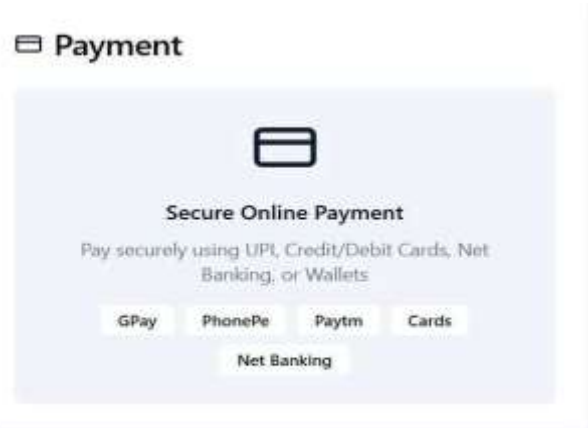 Payment
Secure Online Payment
Pay securely using UPI, Credit/Debit Cards, Net
Banking, or Wallets
GPay PhonePe Paytm Cards
Net Banking